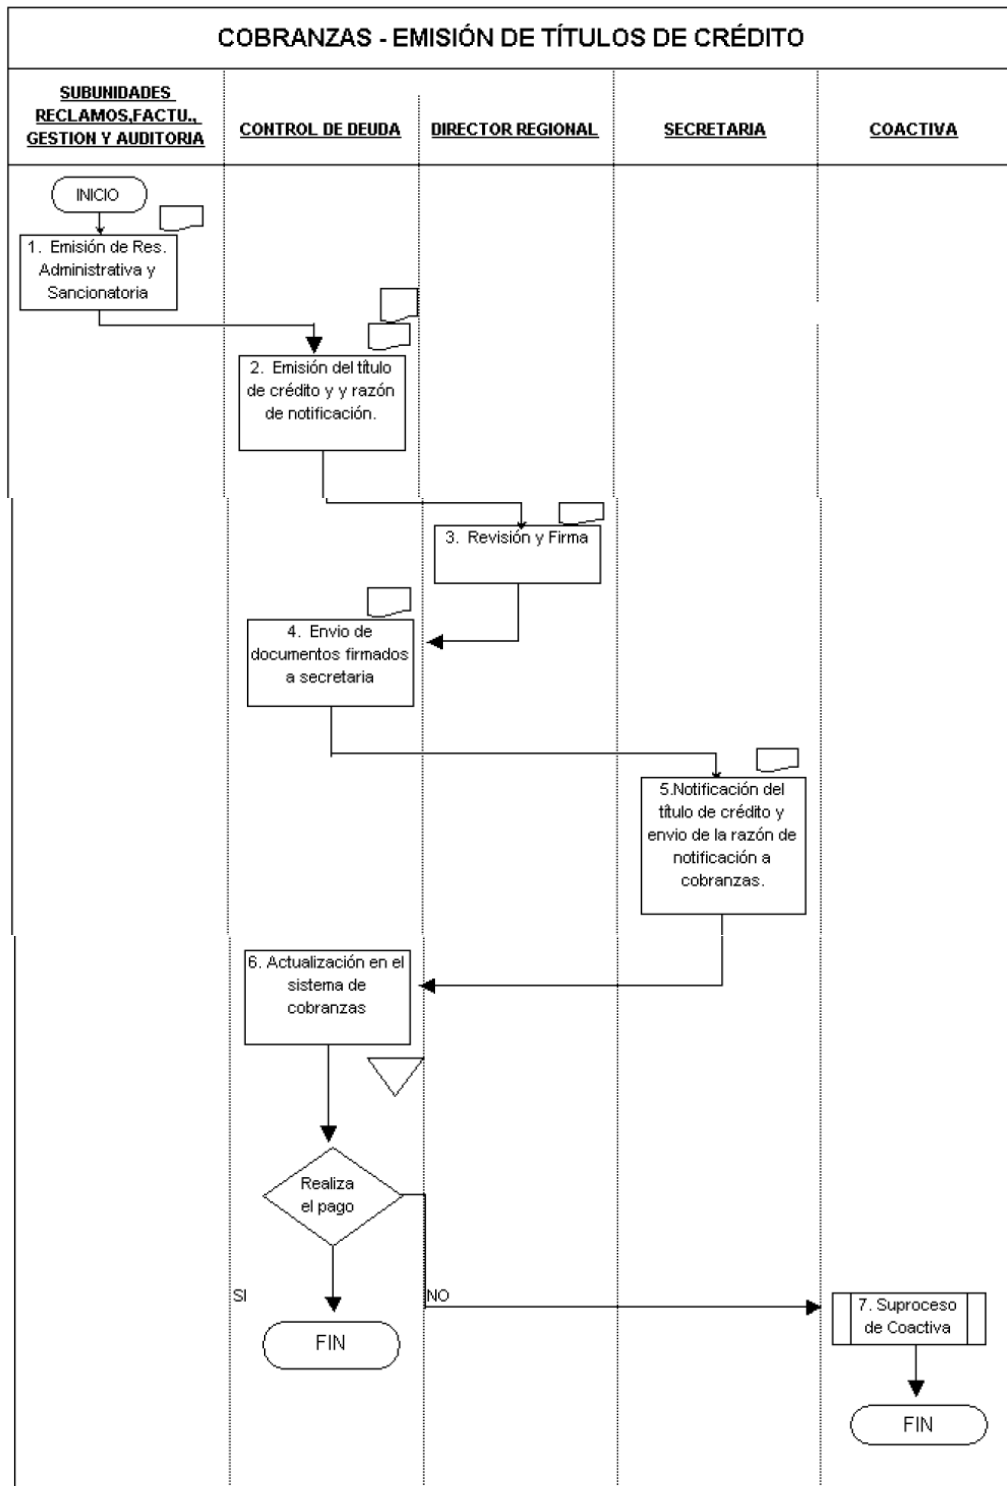 COBRANZAS - EMISIÓN DE TÍTULOS DE CRÉDITO
SUBUNIDADES
RECLAMOS,FACTU.,
GESTION Y AUDITORIA
CONTROL DE DEUDA
DIRECTOR REGIONAL
SECRETARIA
COACTIVA
INICIO
1. Emisión de Res.
Administrativa y
Sancionatoria
2. Emisión del título
de crédito y y razón
de notificación.
3. Revisión y Firma
4. Envio de
documentos firmados
a secretaria
5.Notificación del
título de crédito y
envio de la razón de
notificación a
cobranzas.
6. Actualización en el
sistema de
cobranzas
Realiza
el pago
SI
NO
FIN
7. Suproceso
de Coactiva
FIN